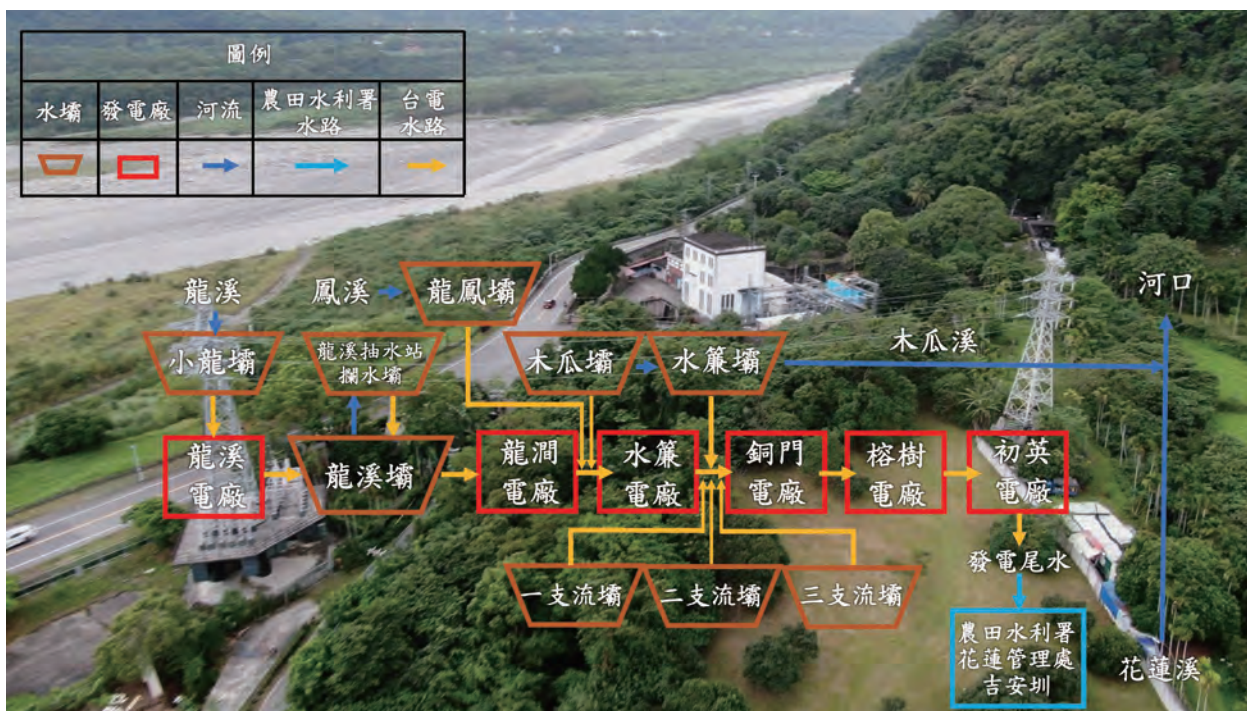 圖例
水壩
發電廠
河流
農田水利署
水路
台電
水路
龍溪
鳳溪
龍鳳壩
河口
小龍壩
龍溪抽水站
攔水壩
木瓜壩
水簾壩
木瓜溪
龍溪
電廠
龍溪壩
龍澗
電廠
水簾
電廠
銅門
電廠
榕樹
電廠
初英
電廠
發電尾水
一支流壩
二支流壩
三支流壩
農田水利署
花蓮管理處
吉安圳
花蓮溪